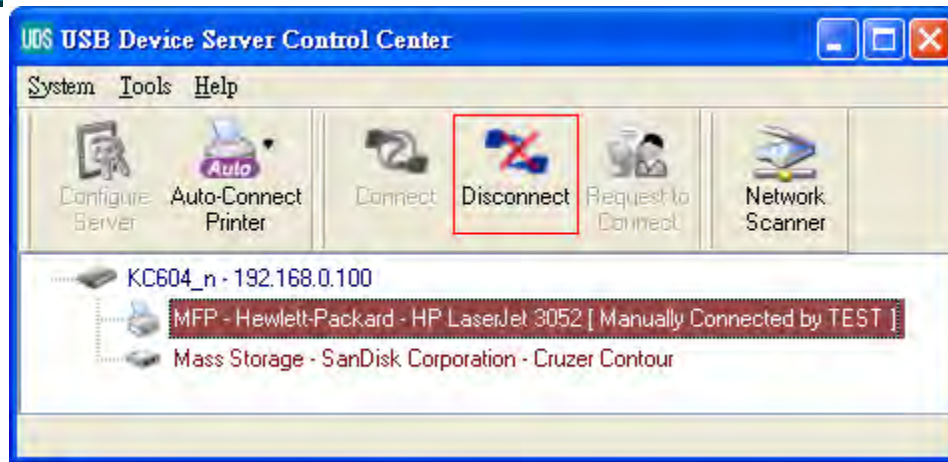 UDS USB Device Server Control Center
System Tools Help
Configure Server
Auto Auto-Connect Printer
Connect
Disconnect
Request to Connect
Network Scanner
KC604_n - 192.168.0.100
MFP - Hewlett-Packard - HP LaserJet 3052 [ Manually Connected by TEST ]
Mass Storage - SanDisk Corporation - Cruzer Contour